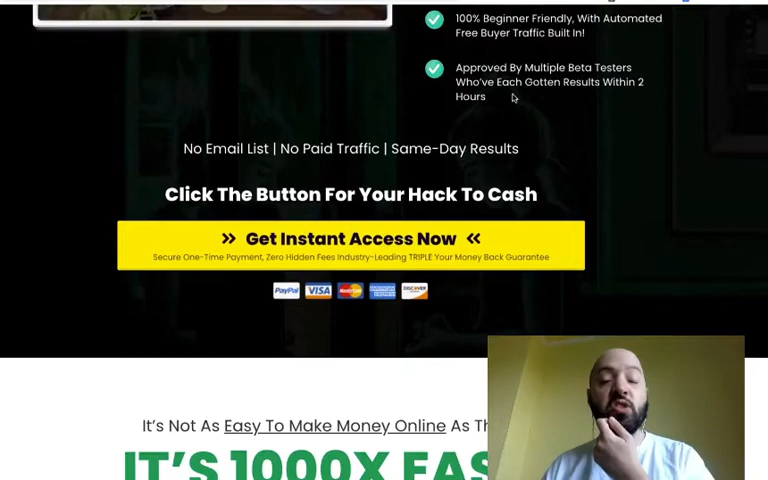 100% Beginner Friendly, With Automated
Free Buyer Traffic Built In!
Approved By Multiple Beta Testers
Who've Each Gotten Results Within 2
Hours
No Email List | No Paid Traffic | Same-Day Results
Click The Button For Your Hack To Cash
» Get Instant Access Now «
Secure One-Time Payment, Zero Hidden Fees Industry-Leading TRIPLE Your Money Back Guarantee
PayPal VISA MasterCard AMERICAN EXPRESS DISCOVER
It's Not As Easy To Make Money Online As Th
IT'S 1000X EAS